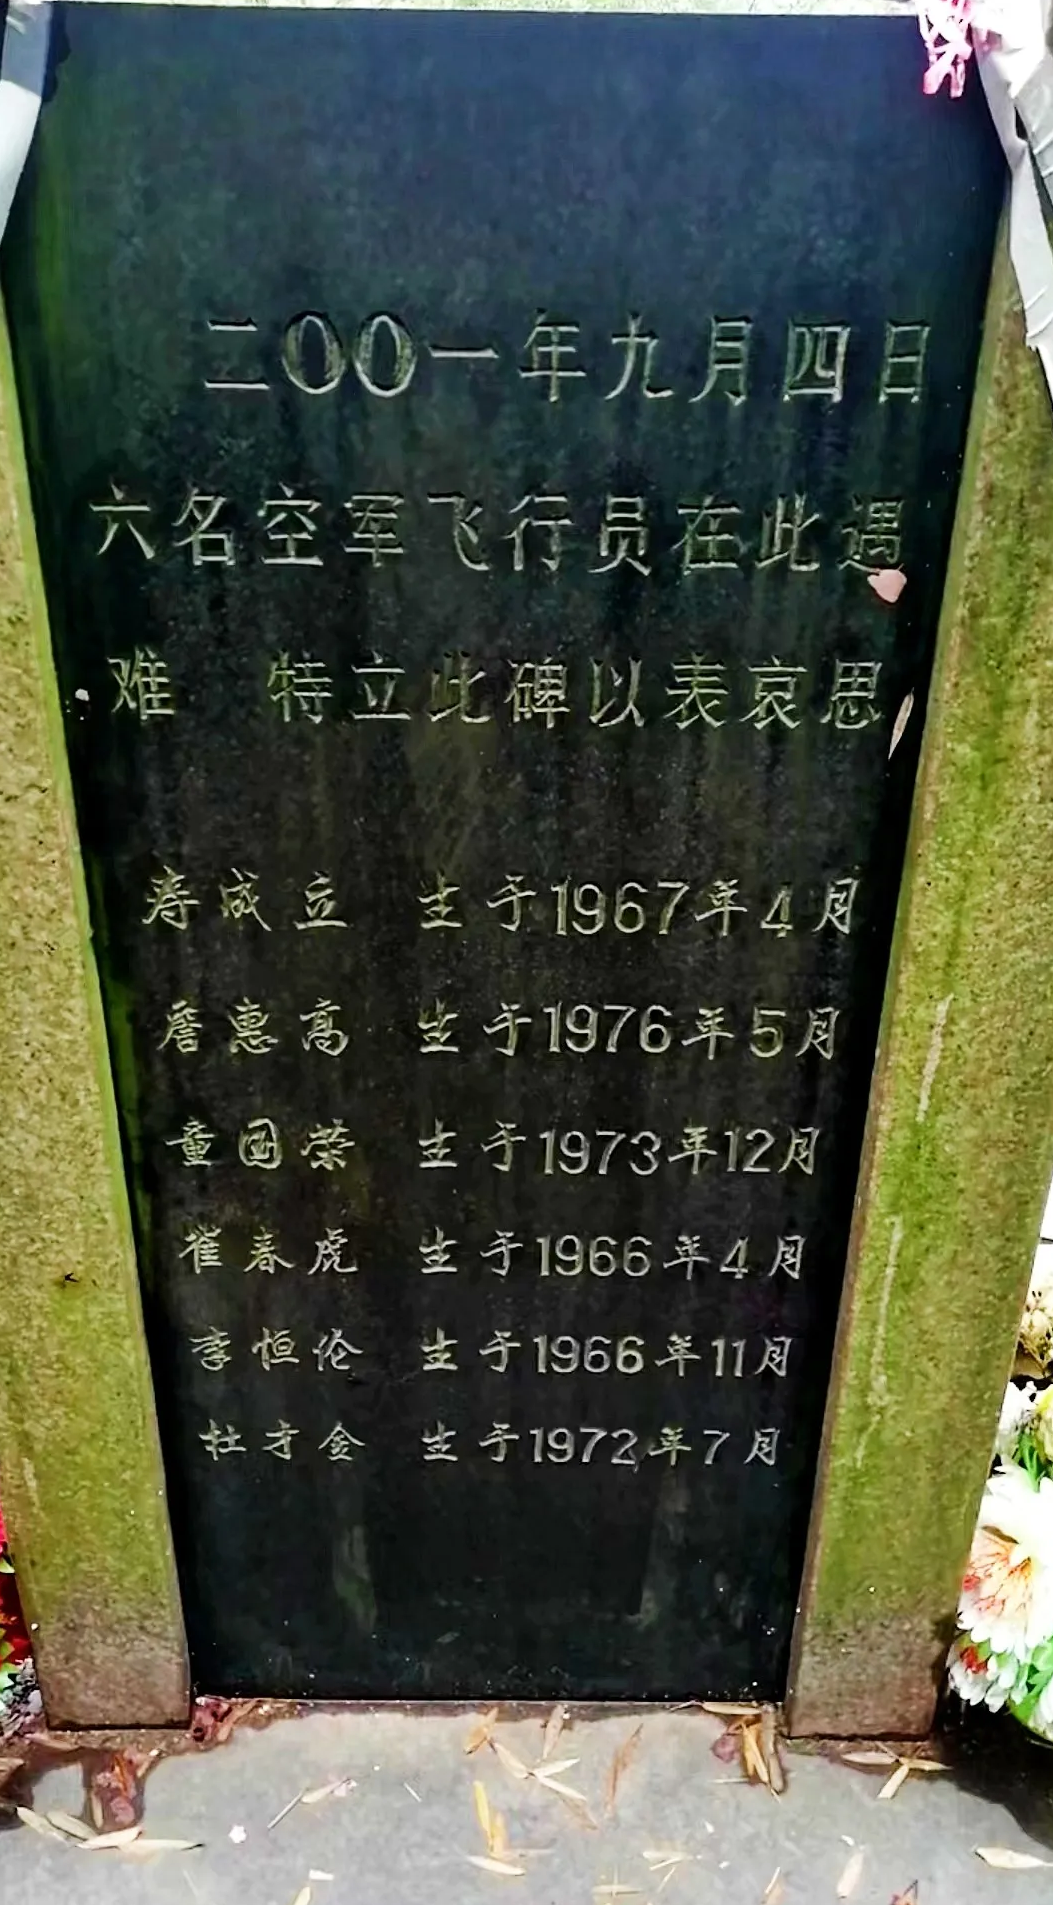 二〇〇一年九月四日
六名空军飞行员在此遇
难 特立此碑以表哀思
寿成立 生于1967年4月
詹惠高 生于1976年5月
童国荣 生于1973年12月
崔春虎 生于1966年4月
李恒伦 生于1966年11月
杜才金 生于1972年7月